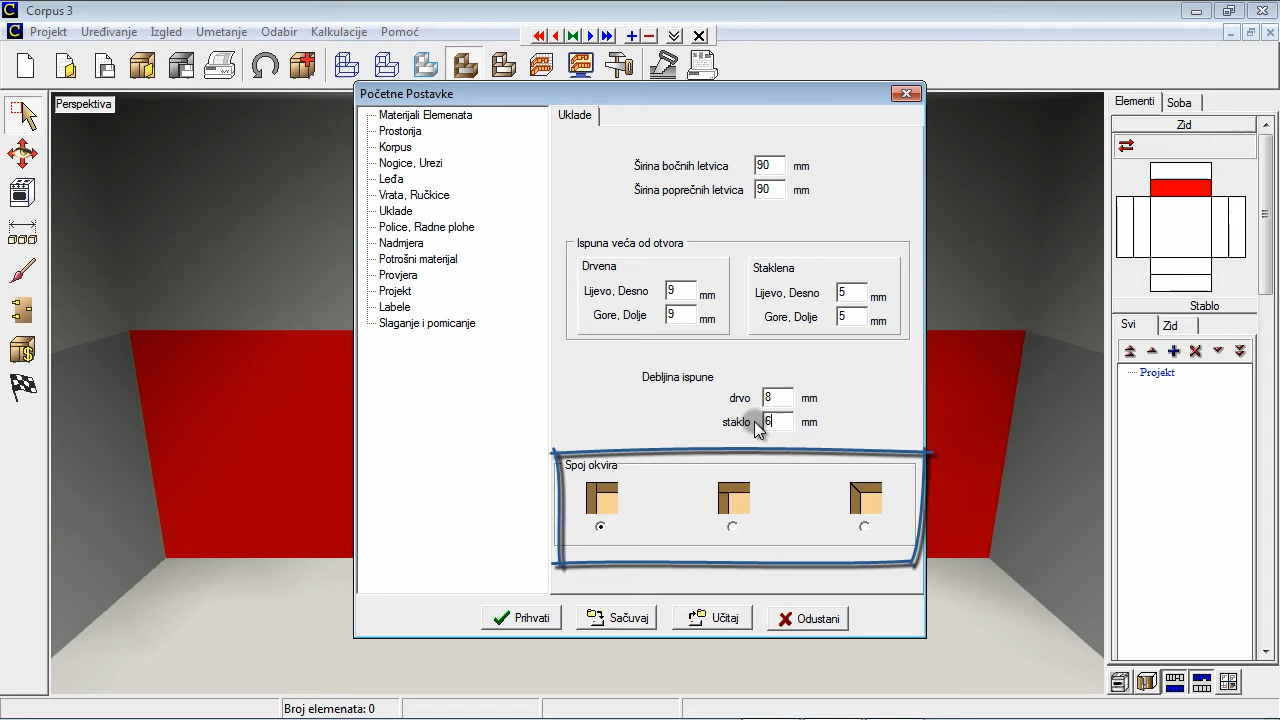 Corpus 3
Projekt Uređivanje Izgled Umetanje Odabir Kalkulacije Pomoć
Perspektiva
Početne Postavke
Materijali Elemenata
Prostorija
Korpus
Nogice, Urezi
Leđa
Vrata, Ručkice
Uklade
Police, Radne plohe
Nadmjera
Potrošni materijal
Provjera
Projekt
Labele
Slaganje i pomicanje
Uklade
Širina bočnih letvica 90 mm
Širina poprečnih letvica 90 mm
Ispuna veća od otvora
Drvena
Lijevo, Desno 9 mm
Gore, Dolje 9 mm
Staklena
Lijevo, Desno 5 mm
Gore, Dolje 5 mm
Debljina ispune
drvo 8 mm
staklo 6 mm
Spoj okvira
Prihvati Sačuvaj Učitaj Odustani
Elementi Soba
Zid
Stablo
Svi Zid
Projekt
Broj elemenata: 0